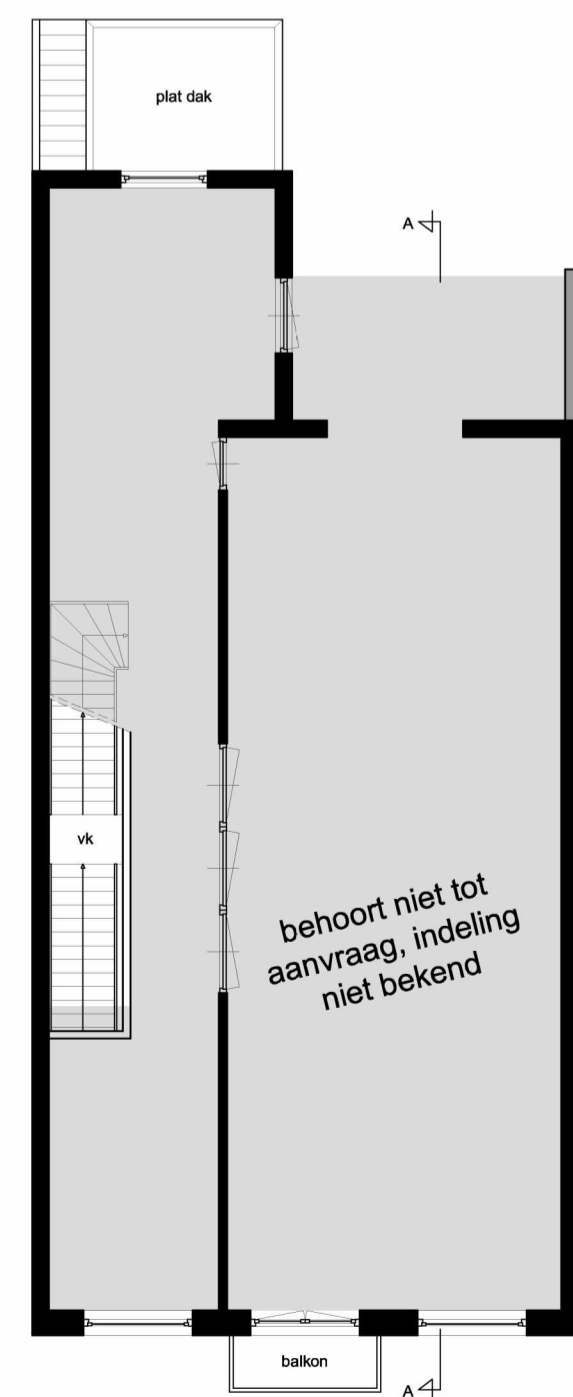 plat dak
A
vk
behoort niet tot
aanvraag, indeling
niet bekend
balkon
A